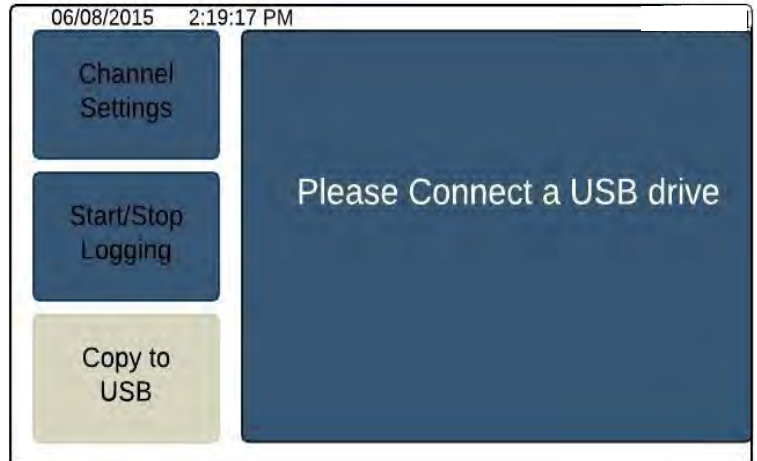 06/08/2015 2:19:17 PM
Channel
Settings
Start/Stop
Logging
Copy to
USB
Please Connect a USB drive